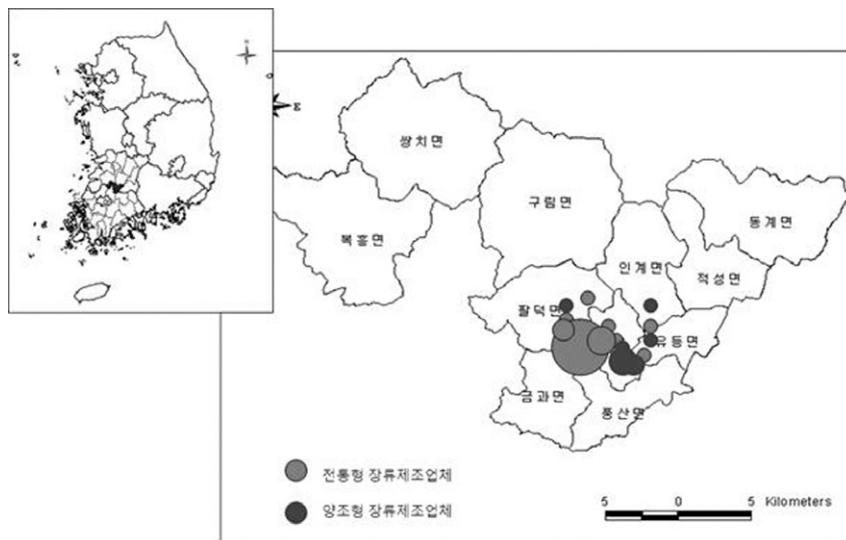 E
쌍치면
구림면
동계면
복흥면
인계면
적성면
팔덕면
유등면
금과면
풍산면
전통형 장류제조업체
양조형 장류제조업체
5 0 5 Kilometers